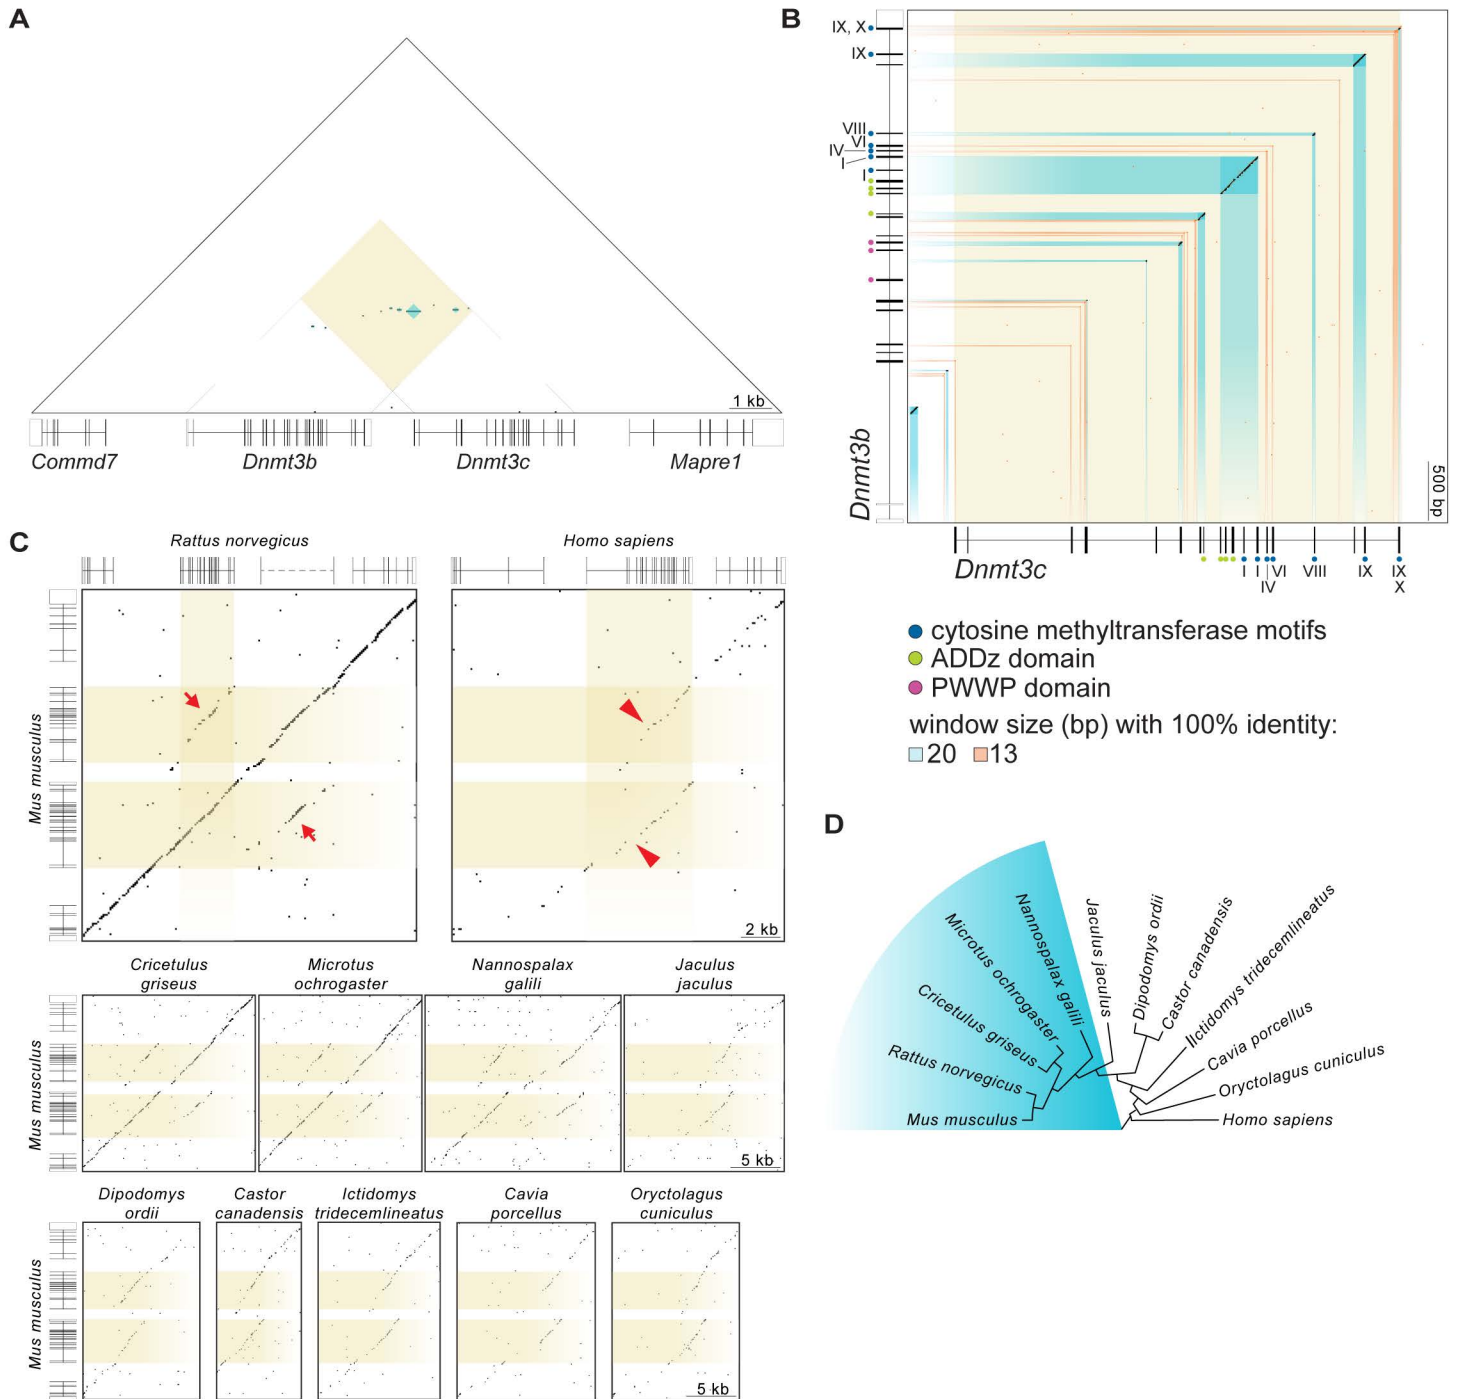 A
1 kb
Commd7
Dnmt3b
Dnmt3c
Mapre1
B
IX, X
IX
VIII
VI
IV
I
I
Dnmt3b
500 bp
Dnmt3c
I
I
IV
VI
VIII
IX
IX
X
cytosine methyltransferase motifs
ADDz domain
PWWP domain
window size (bp) with 100% identity:
20
13
C
Rattus norvegicus
Homo sapiens
Mus musculus
2 kb
Cricetulus
griseus
Microtus
ochrogaster
Nannospalax
galili
Jaculus
jaculus
Mus musculus
5 kb
Dipodomys
ordii
Castor
canadensis
Ictidomys
tridecemlineatus
Cavia
porcellus
Oryctolagus
cuniculus
Mus musculus
5 kb
D
Mus musculus
Rattus norvegicus
Cricetulus griseus
Microtus ochrogaster
Nannospalax galili
Jaculus jaculus
Dipodomys ordii
Castor canadensis
IIctidomys tridecemlineatus
Cavia porcellus
Oryctolagus cuniculus
Homo sapiens